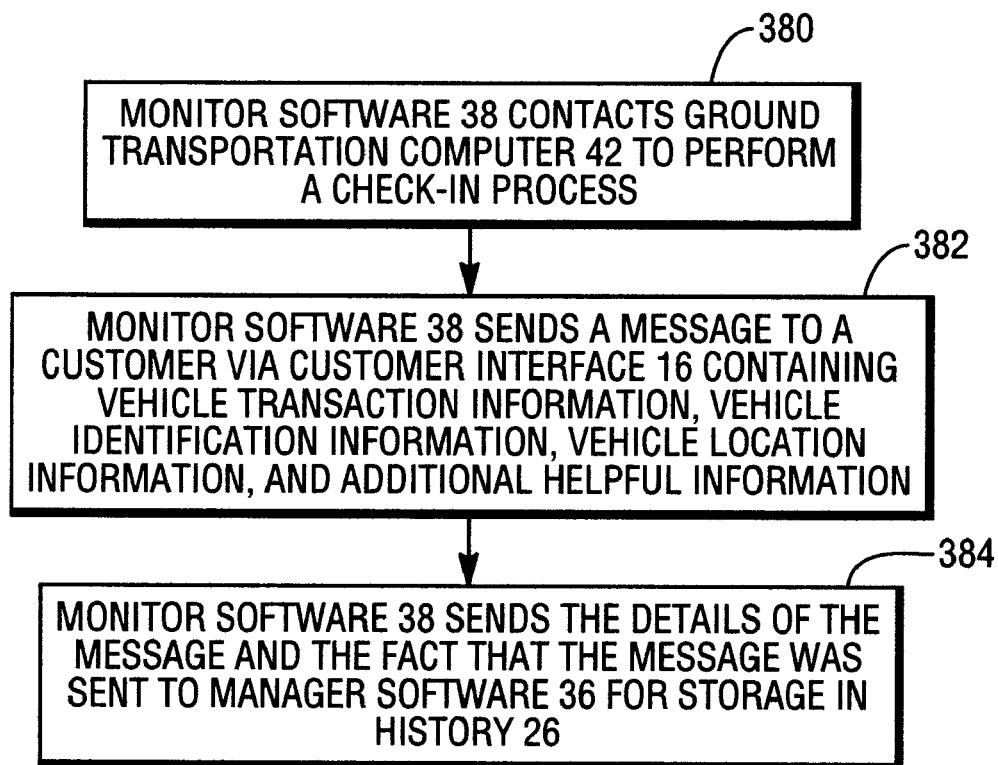 380
MONITOR SOFTWARE 38 CONTACTS GROUND
TRANSPORTATION COMPUTER 42 TO PERFORM
A CHECK-IN PROCESS
382
MONITOR SOFTWARE 38 SENDS A MESSAGE TO A
CUSTOMER VIA CUSTOMER INTERFACE 16 CONTAINING
VEHICLE TRANSACTION INFORMATION, VEHICLE
IDENTIFICATION INFORMATION, VEHICLE LOCATION
INFORMATION, AND ADDITIONAL HELPFUL INFORMATION
384
MONITOR SOFTWARE 38 SENDS THE DETAILS OF THE
MESSAGE AND THE FACT THAT THE MESSAGE WAS
SENT TO MANAGER SOFTWARE 36 FOR STORAGE IN
HISTORY 26